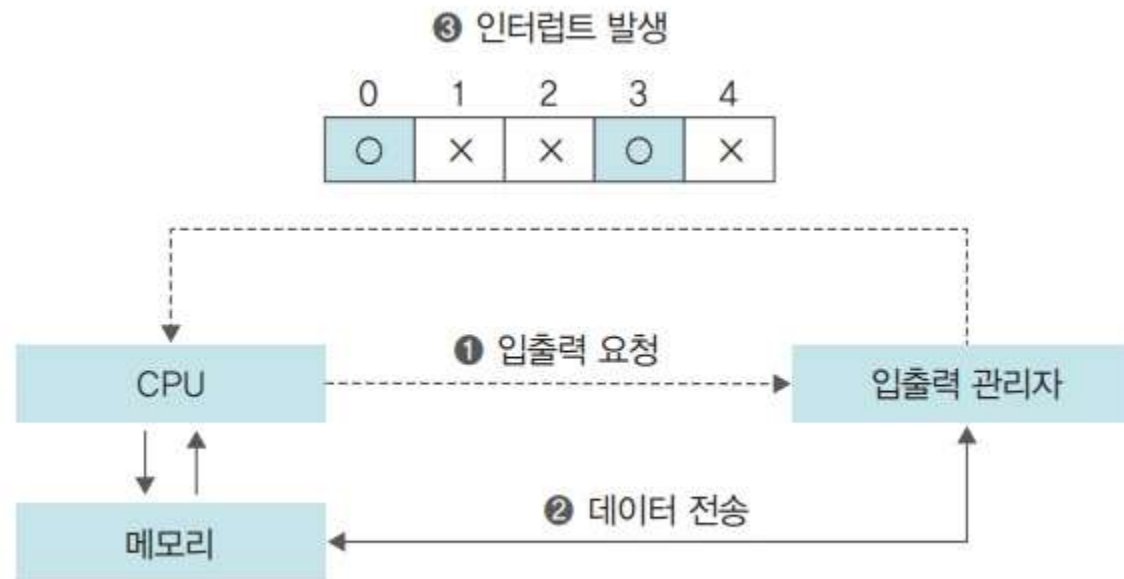 ❸ 인터럽트 발생
0 1 2 3 4
○ × × ○ ×
❶ 입출력 요청
CPU
입출력 관리자
❷ 데이터 전송
메모리